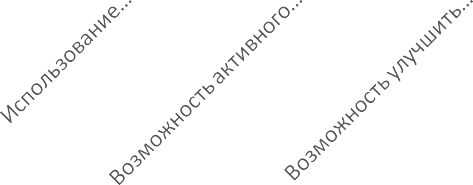 Использование...
Возможность активного...
Возможность улучшить...